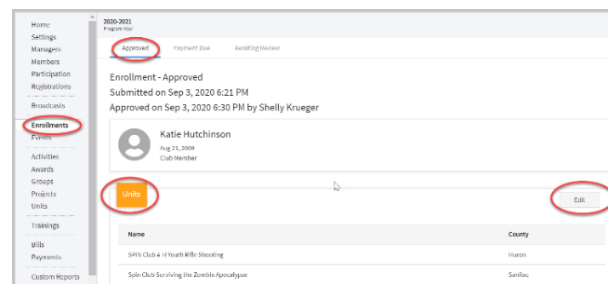 Home
Settings
Managers
Members
Participation
Registrations
Broadcasts
Enrollments
Events
Activities
Awards
Groups
Projects
Units
Trainings
Bills
Payments
Custom Reports
2020-2021
Program Year
Approved Payment Due Awaiting Review
Enrollment - Approved
Submitted on Sep 3, 2020 6:21 PM
Approved on Sep 3, 2020 6:30 PM by Shelly Krueger
Katie Hutchinson
Aug 21, 2009
Club Member
Units
Edit
Name County
SPIN Club 4-H Youth Rifle Shooting Huron
Spin Club Surviving the Zombie Apocalypse Sanilac